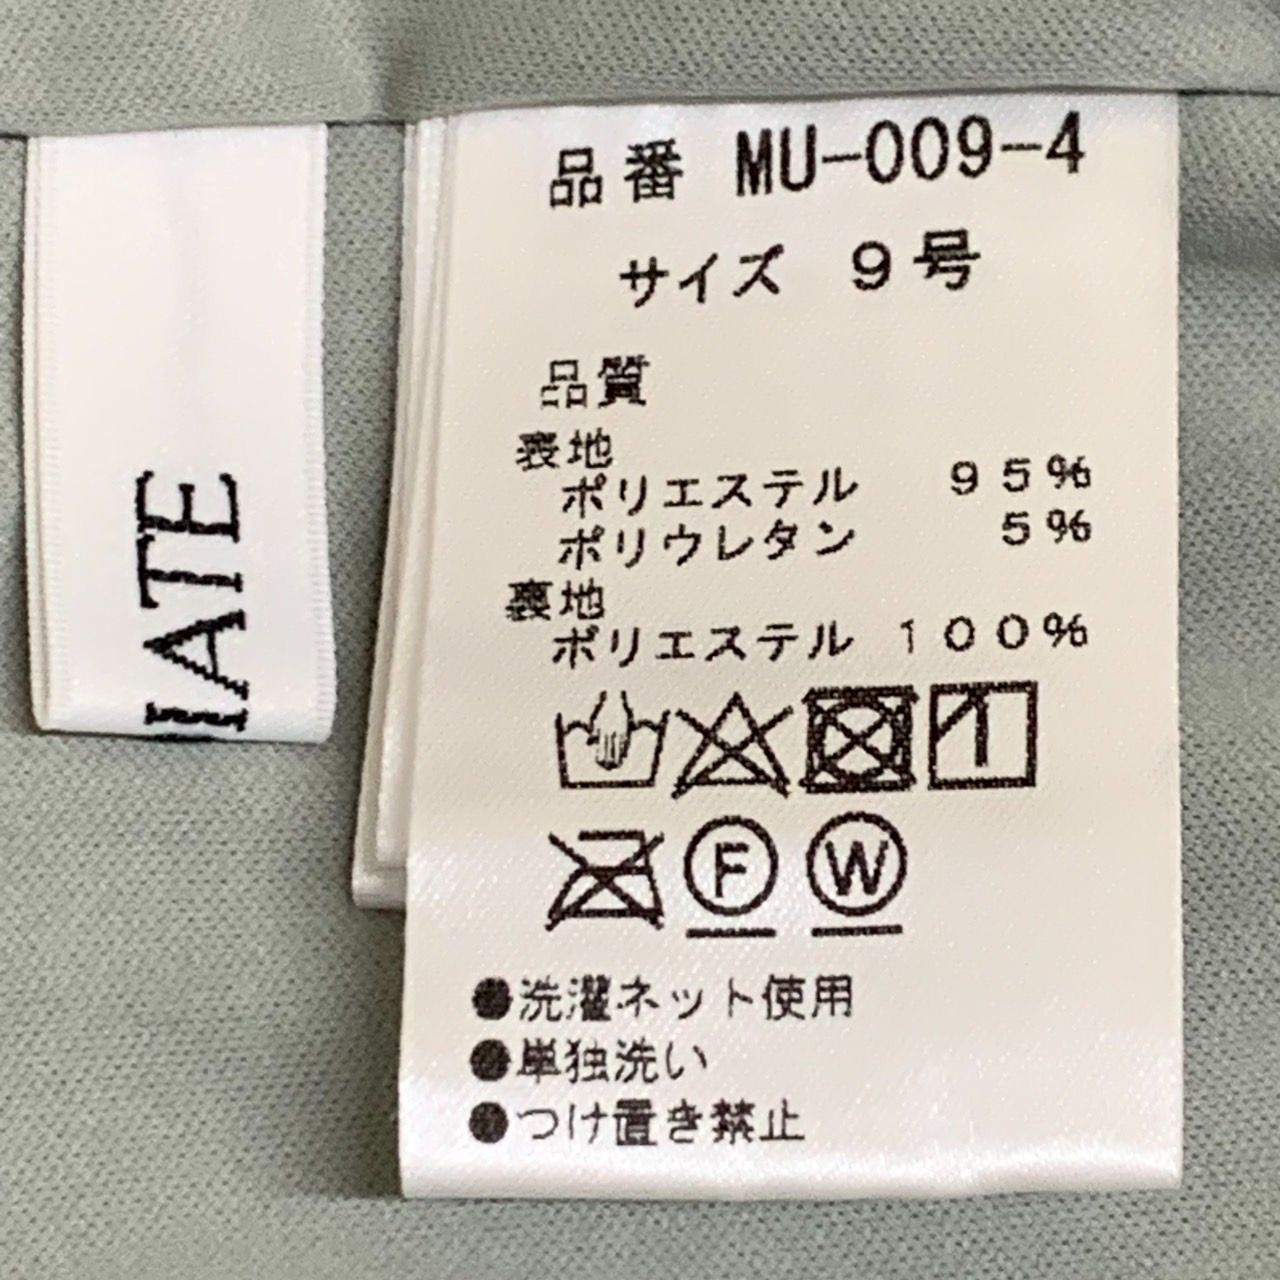 IATE
品番 MU-009-4
サイズ 9号
品質
表地
ポリエステル 95%
ポリウレタン 5%
裏地
ポリエステル 100%
F W
●洗濯ネット使用
●単独洗い
●つけ置き禁止